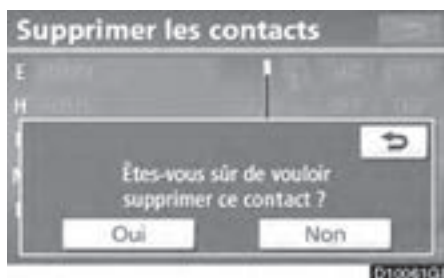 Supprimer les contacts
E
H
Êtes-vous sûr de vouloir
supprimer ce contact ?
Oui
Non